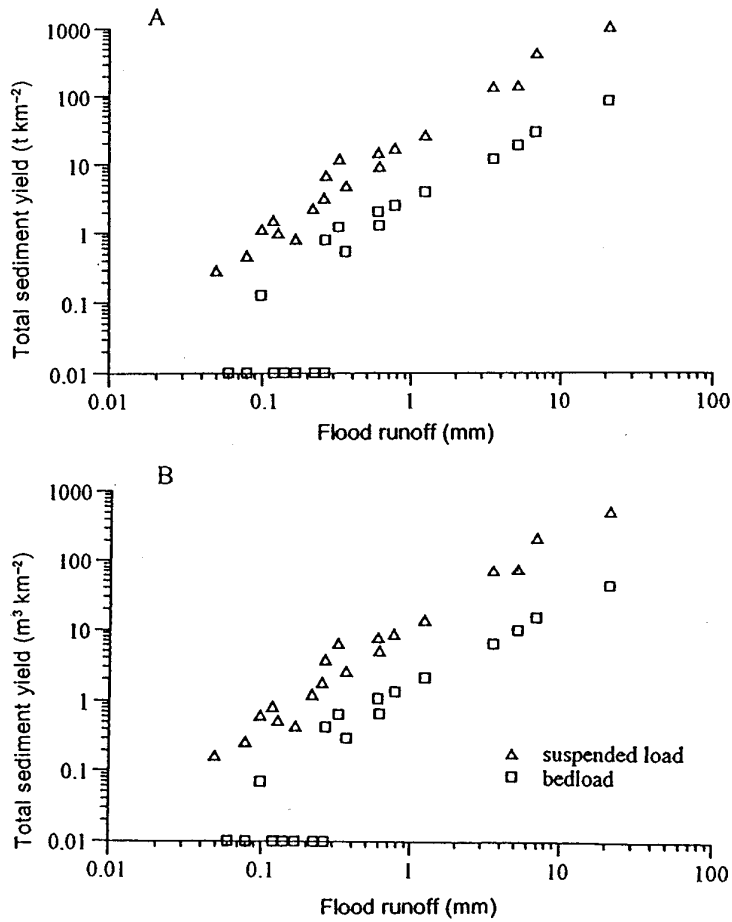 A
Total sediment yield (t km⁻²)
1000
100
10
1
0.1
0.01
0.01
0.1
1
10
100
Flood runoff (mm)
B
Total sediment yield (m³ km⁻²)
1000
100
10
1
0.1
0.01
suspended load
bedload
0.01
0.1
1
10
100
Flood runoff (mm)